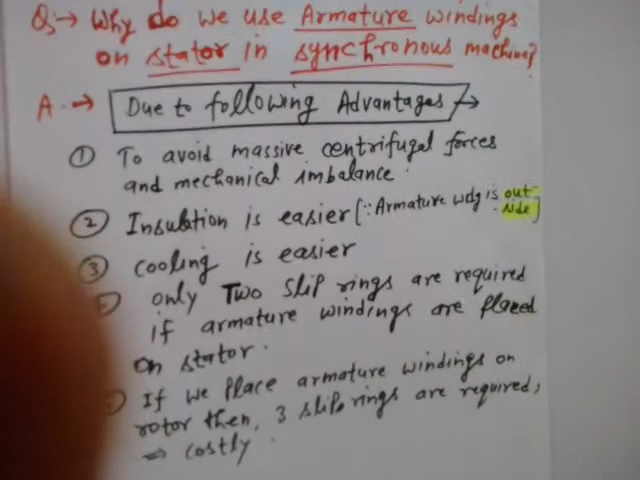 Q:→ Why do we use Armature windings
on stator in synchronous machine?
A → Due to following Advantages →
① To avoid massive centrifugal forces
and mechanical imbalance.
② Insulation is easier [∵ Armature wdg is out-
side]
③ cooling is easier
only Two slip rings are required
if armature windings are placed
on stator.
If we place armature windings on
rotor then, 3 slip rings are required,
⇒ costly.